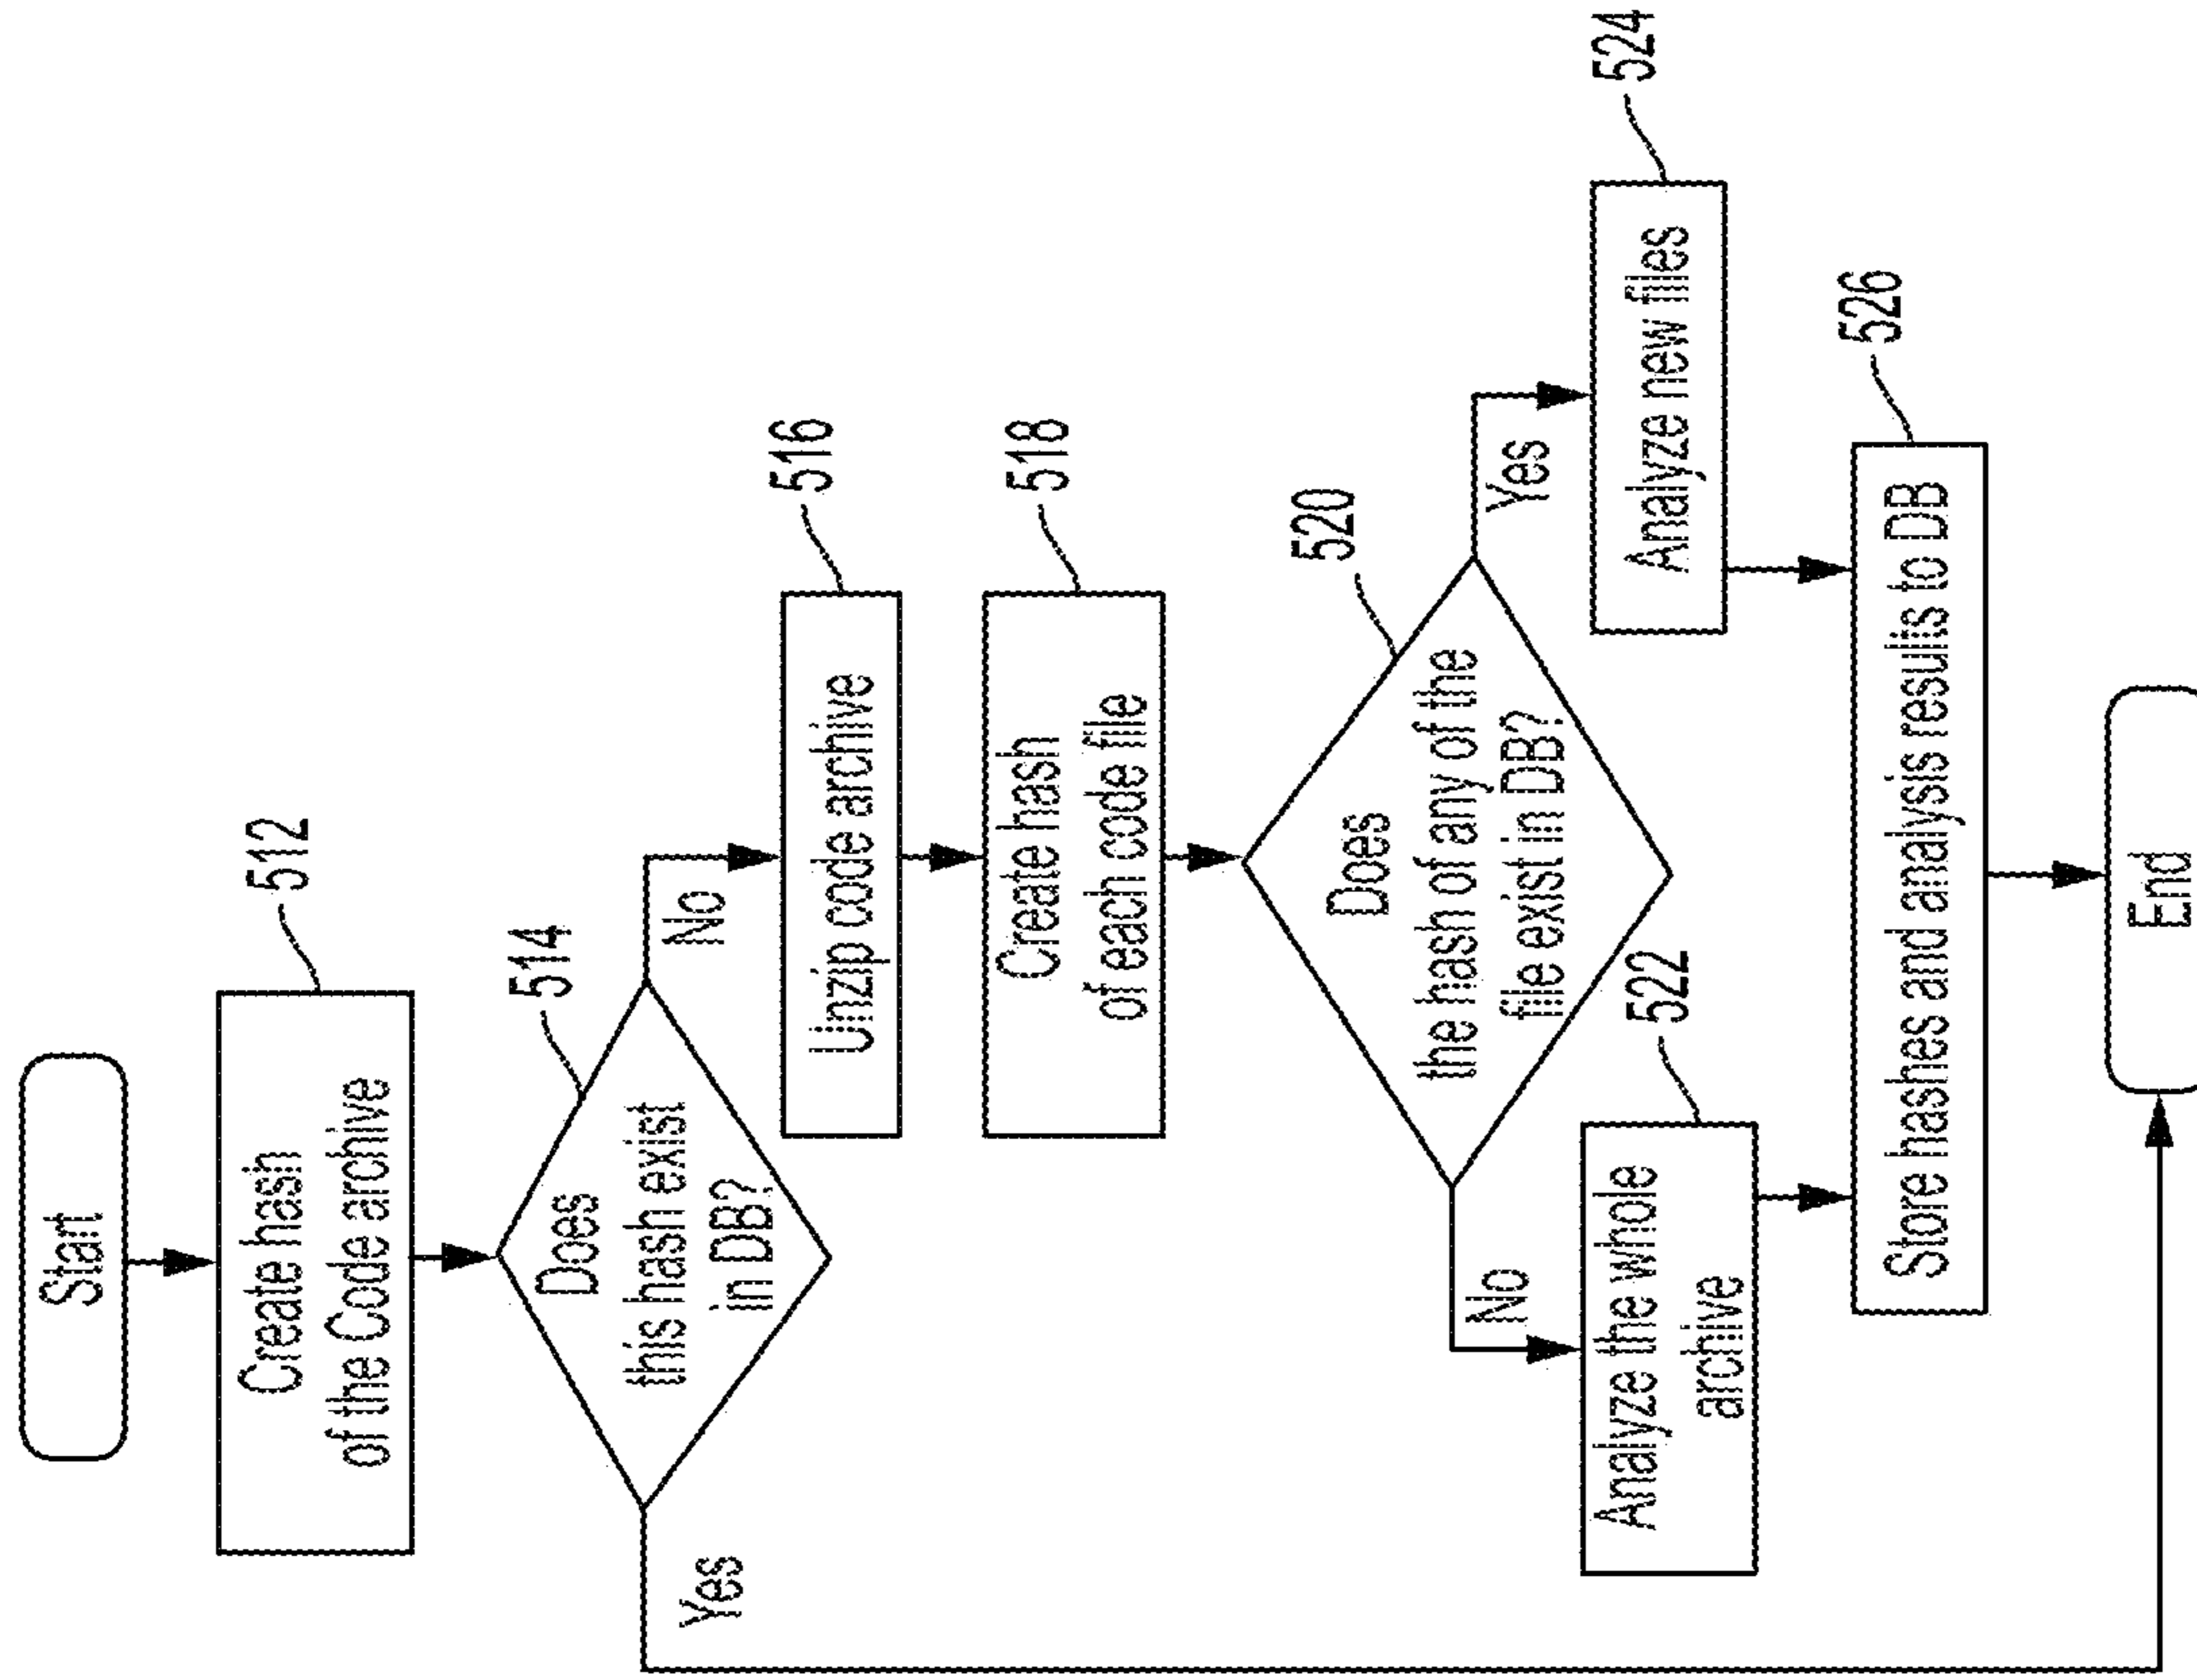 Start
Create hash
of the Code archive
512
Does
this hash exist
in DB?
514
Yes
No
Unzip code archive
516
Create hash
of each code file
518
Does
the hash of any of the
file exist in DB?
520
No
Yes
Analyze the whole
archive
522
Analyze new files
524
Store hashes and analysis results to DB
526
End